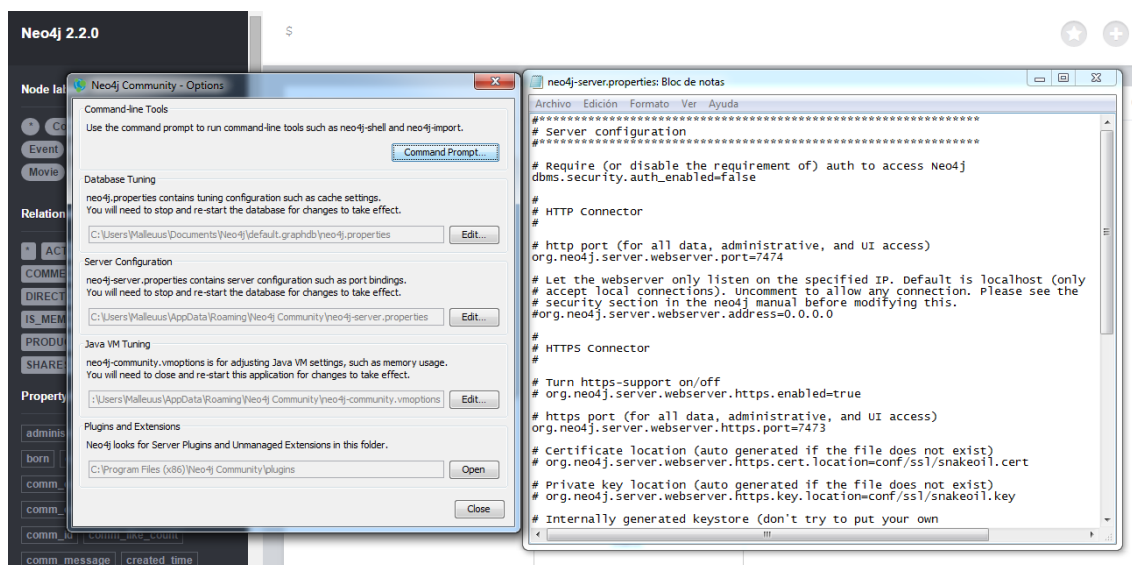 Neo4j 2.2.0
$
Node lal
*
Co
Event
Movie
Relation
*
ACT
COMME
DIRECT
IS_MEM
PRODU
SHARE
Property
adminis
born
comm_
comm_
comm_id
comm_like_count
comm_message
created_time
Neo4j Community - Options
Command-line Tools
Use the command prompt to run command-line tools such as neo4j-shell and neo4j-import.
Command Prompt...
Database Tuning
neo4j.properties contains tuning configuration such as cache settings.
You will need to stop and re-start the database for changes to take effect.
C:\Users\Malleuus\Documents\Neo4j\default.graphdb\neo4j.properties
Edit...
Server Configuration
neo4j-server.properties contains server configuration such as port bindings.
You will need to stop and re-start the database for changes to take effect.
C:\Users\Malleuus\AppData\Roaming\Neo4j Community\neo4j-server.properties
Edit...
Java VM Tuning
neo4j-community.vmoptions is for adjusting Java VM settings, such as memory usage.
You will need to close and re-start this application for changes to take effect.
:\Users\Malleuus\AppData\Roaming\Neo4j Community\neo4j-community.vmoptions
Edit...
Plugins and Extensions
Neo4j looks for Server Plugins and Unmanaged Extensions in this folder.
C:\Program Files (x86)\Neo4j Community\plugins
Open
Close
neo4j-server.properties: Bloc de notas
Archivo Edición Formato Ver Ayuda
#***************************************************************
# Server configuration
#***************************************************************
# Require (or disable the requirement of) auth to access Neo4j
dbms.security.auth_enabled=false
#
# HTTP Connector
#
# http port (for all data, administrative, and UI access)
org.neo4j.server.webserver.port=7474
# Let the webserver only listen on the specified IP. Default is localhost (only
# accept local connections). Uncomment to allow any connection. Please see the
# security section in the neo4j manual before modifying this.
#org.neo4j.server.webserver.address=0.0.0.0
#
# HTTPS Connector
#
# Turn https-support on/off
# org.neo4j.server.webserver.https.enabled=true
# https port (for all data, administrative, and UI access)
org.neo4j.server.webserver.https.port=7473
# Certificate location (auto generated if the file does not exist)
# org.neo4j.server.webserver.https.cert.location=conf/ssl/snakeoil.cert
# Private key location (auto generated if the file does not exist)
# org.neo4j.server.webserver.https.key.location=conf/ssl/snakeoil.key
# Internally generated keystore (don't try to put your own